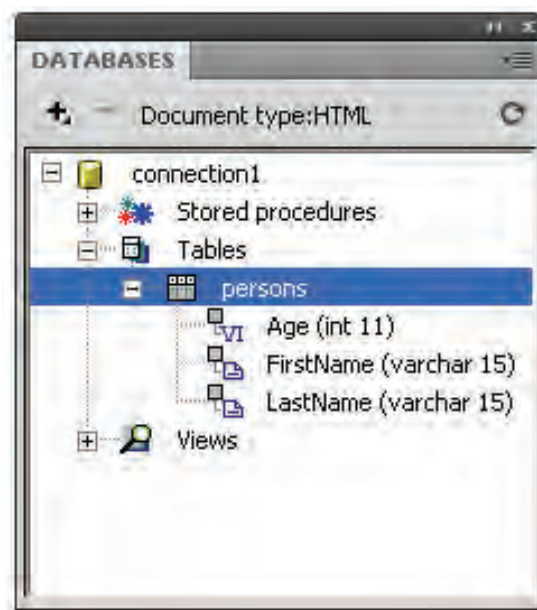 DATABASES
Document type:HTML
connection1
Stored procedures
Tables
persons
Age (int 11)
FirstName (varchar 15)
LastName (varchar 15)
Views